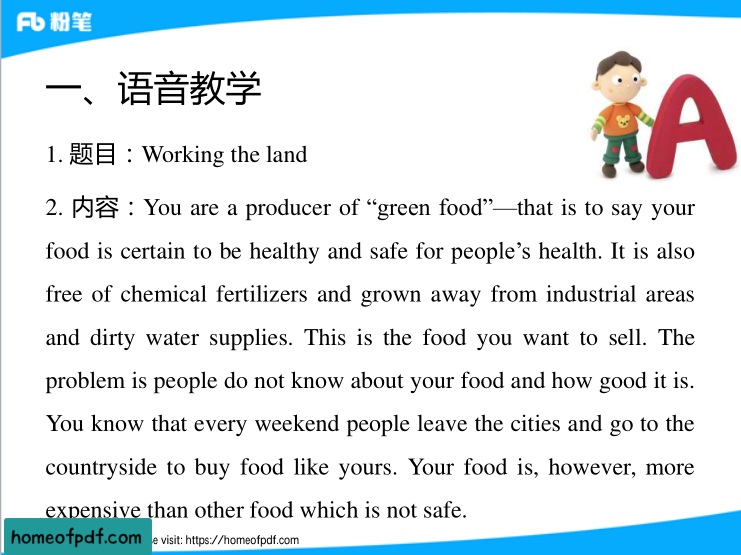 粉笔
一、语音教学
1. 题目：Working the land
2. 内容：You are a producer of “green food”—that is to say your
food is certain to be healthy and safe for people’s health. It is also
free of chemical fertilizers and grown away from industrial areas
and dirty water supplies. This is the food you want to sell. The
problem is people do not know about your food and how good it is.
You know that every weekend people leave the cities and go to the
countryside to buy food like yours. Your food is, however, more
expensive than other food which is not safe.
homeofpdf.com
visit: https://homeofpdf.com